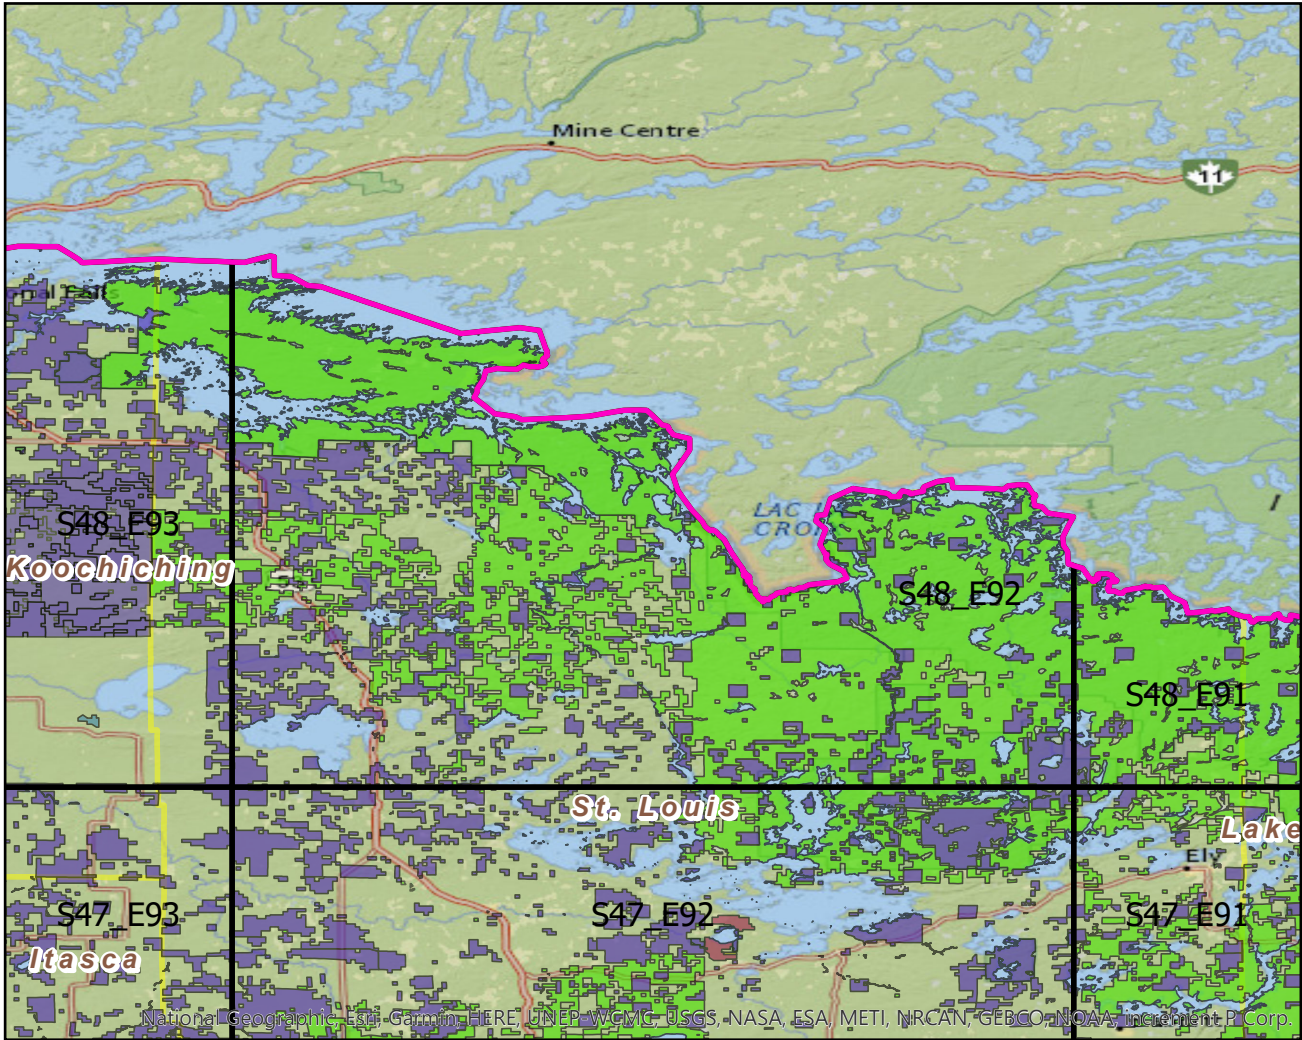 Mine Centre
11
LAC
CRO
S48_E93
Koochiching
S48_E92
S48_E91
St. Louis
Lake
Ely
S47_E93
S47_E92
S47_E91
Itasca
National Geographic, Esri, Garmin, HERE, UNEP-WCMC, USGS, NASA, ESA, METI, NRCAN, GEBCO, NOAA, increment P Corp.